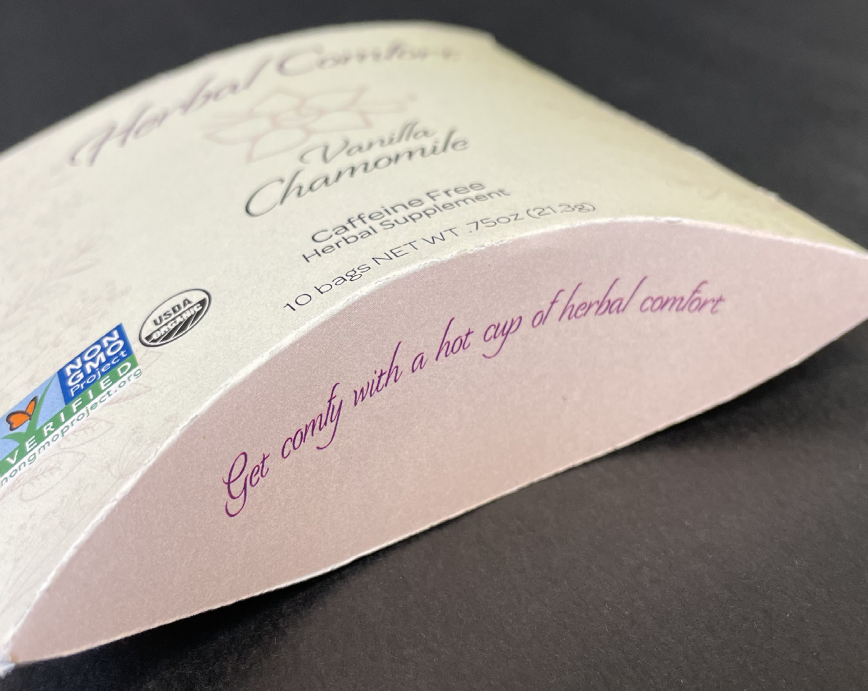 Herbal Comfort
Vanilla
Chamomile
Caffeine Free
Herbal Supplement
10 bags NET WT .75oz (21.3g)
USDA
ORGANIC
NON
GMO
Project
VERIFIED
nongmoproject.org
Get comfy with a hot cup of herbal comfort